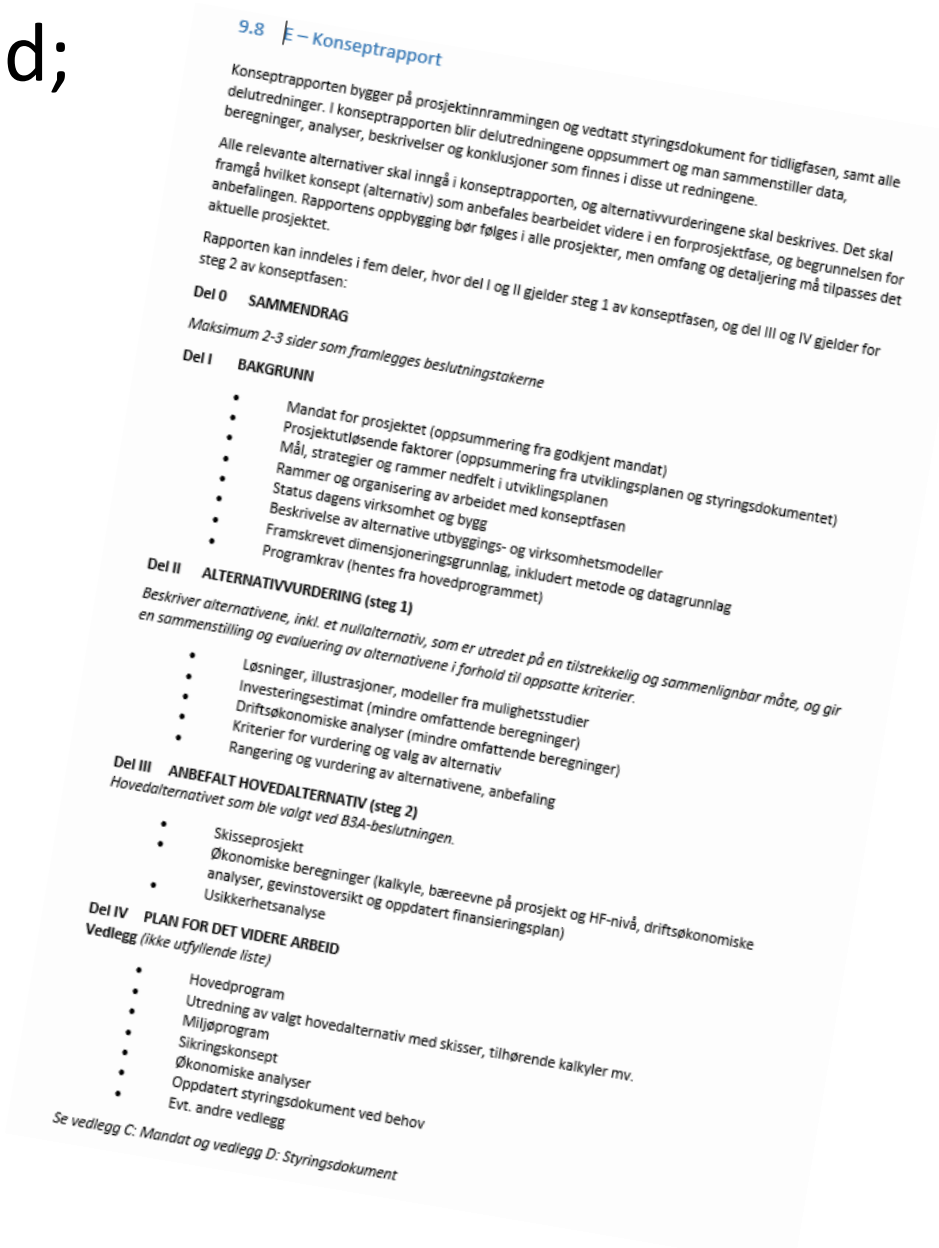 d;
9.8 E – Konseptrapport
Konseptrapporten bygger på prosjektinnrammingen og vedtatt styringsdokument for tidligfasen, samt alle
delutredninger. I konseptrapporten blir delutredningene oppsummert og man sammenstiller data,
beregninger, analyser, beskrivelser og konklusjoner som finnes i disse ut redningene.
Alle relevante alternativer skal inngå i konseptrapporten, og alternativvurderingene skal beskrives. Det skal
framgå hvilket konsept (alternativ) som anbefales bearbeidet videre i en forprosjektfase, og begrunnelsen for
anbefalingen. Rapportens oppbygging bør følges i alle prosjekter, men omfang og detaljering må tilpasses det
aktuelle prosjektet.
Rapporten kan inndeles i fem deler, hvor del I og II gjelder steg 1 av konseptfasen, og del III og IV gjelder for
steg 2 av konseptfasen:
Del 0 SAMMENDRAG
Maksimum 2-3 sider som framlegges beslutningstakerne
Del I BAKGRUNN
• Mandat for prosjektet (oppsummering fra godkjent mandat)
• Prosjektutløsende faktorer (oppsummering fra utviklingsplanen og styringsdokumentet)
• Mål, strategier og rammer nedfelt i utviklingsplanen
• Rammer og organisering av arbeidet med konseptfasen
• Status dagens virksomhet og bygg
• Beskrivelse av alternative utbyggings- og virksomhetsmodeller
• Framskrevet dimensjoneringsgrunnlag, inkludert metode og datagrunnlag
• Programkrav (hentes fra hovedprogrammet)
Del II ALTERNATIVVURDERING (steg 1)
Beskriver alternativene, inkl. et nullalternativ, som er utredet på en tilstrekkelig og sammenlignbar måte, og gir
en sammenstilling og evaluering av alternativene i forhold til oppsatte kriterier.
• Løsninger, illustrasjoner, modeller fra mulighetsstudier
• Investeringsestimat (mindre omfattende beregninger)
• Driftsøkonomiske analyser (mindre omfattende beregninger)
• Kriterier for vurdering og valg av alternativ
• Rangering og vurdering av alternativene, anbefaling
Del III ANBEFALT HOVEDALTERNATIV (steg 2)
Hovedalternativet som ble valgt ved B3A-beslutningen.
• Skisseprosjekt
• Økonomiske beregninger (kalkyle, bæreevne på prosjekt og HF-nivå, driftsøkonomiske
analyser, gevinstoversikt og oppdatert finansieringsplan)
• Usikkerhetsanalyse
Del IV PLAN FOR DET VIDERE ARBEID
Vedlegg (ikke utfyllende liste)
• Hovedprogram
• Utredning av valgt hovedalternativ med skisser, tilhørende kalkyler mv.
• Miljøprogram
• Sikringskonsept
• Økonomiske analyser
• Oppdatert styringsdokument ved behov
• Evt. andre vedlegg
Se vedlegg C: Mandat og vedlegg D: Styringsdokument